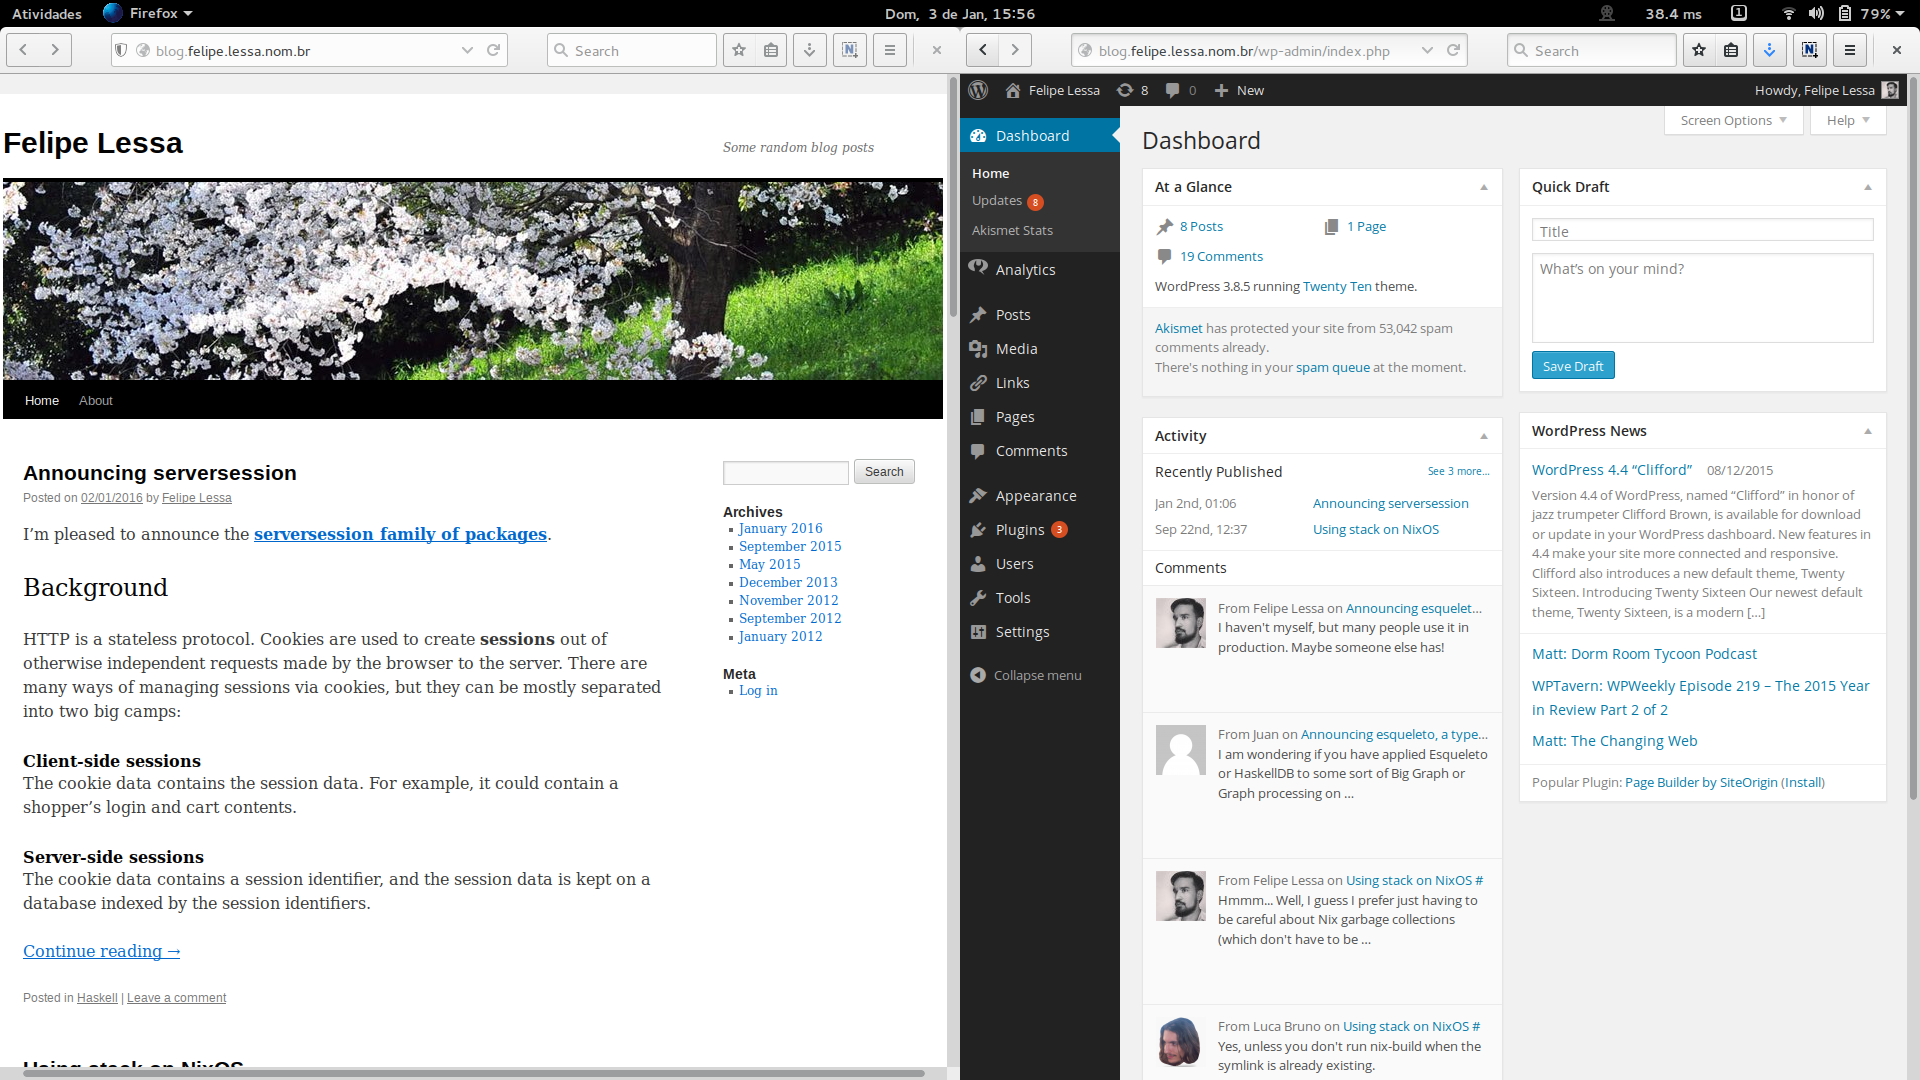 Atividades
Firefox
Dom, 3 de Jan, 15:56
38.4 ms
1
79%
blog.felipe.lessa.nom.br
Search
Felipe Lessa
Some random blog posts
Home
About
Announcing serversession
Posted on 02/01/2016 by Felipe Lessa
I’m pleased to announce the serversession family of packages.
Background
HTTP is a stateless protocol. Cookies are used to create sessions out of
otherwise independent requests made by the browser to the server. There are
many ways of managing sessions via cookies, but they can be mostly separated
into two big camps:
Client-side sessions
The cookie data contains the session data. For example, it could contain a
shopper’s login and cart contents.
Server-side sessions
The cookie data contains a session identifier, and the session data is kept on a
database indexed by the session identifiers.
Continue reading →
Posted in Haskell | Leave a comment
Using stack on NixOS
Search
Archives
January 2016
September 2015
May 2015
December 2013
November 2012
September 2012
January 2012
Meta
Log in
blog.felipe.lessa.nom.br/wp-admin/index.php
Search
Felipe Lessa
8
0
New
Howdy, Felipe Lessa
Dashboard
Home
Updates 8
Akismet Stats
Analytics
Posts
Media
Links
Pages
Comments
Appearance
Plugins 3
Users
Tools
Settings
Collapse menu
Screen Options
Help
Dashboard
At a Glance
8 Posts
1 Page
19 Comments
WordPress 3.8.5 running Twenty Ten theme.
Akismet has protected your site from 53,042 spam
comments already.
There's nothing in your spam queue at the moment.
Activity
Recently Published
See 3 more...
Jan 2nd, 01:06
Announcing serversession
Sep 22nd, 12:37
Using stack on NixOS
Comments
From Felipe Lessa on Announcing esquelet...
I haven't myself, but many people use it in
production. Maybe someone else has!
From Juan on Announcing esqueleto, a type...
I am wondering if you have applied Esqueleto
or HaskellDB to some sort of Big Graph or
Graph processing on ...
From Felipe Lessa on Using stack on NixOS #
Hmmm... Well, I guess I prefer just having to
be careful about Nix garbage collections
(which don't have to be ...
From Luca Bruno on Using stack on NixOS #
Yes, unless you don't run nix-build when the
symlink is already existing.
Quick Draft
Title
What’s on your mind?
Save Draft
WordPress News
WordPress 4.4 “Clifford” 08/12/2015
Version 4.4 of WordPress, named “Clifford” in honor of
jazz trumpeter Clifford Brown, is available for download
or update in your WordPress dashboard. New features in
4.4 make your site more connected and responsive.
Clifford also introduces a new default theme, Twenty
Sixteen. Introducing Twenty Sixteen Our newest default
theme, Twenty Sixteen, is a modern […]
Matt: Dorm Room Tycoon Podcast
WPTavern: WPWeekly Episode 219 – The 2015 Year
in Review Part 2 of 2
Matt: The Changing Web
Popular Plugin: Page Builder by SiteOrigin (Install)